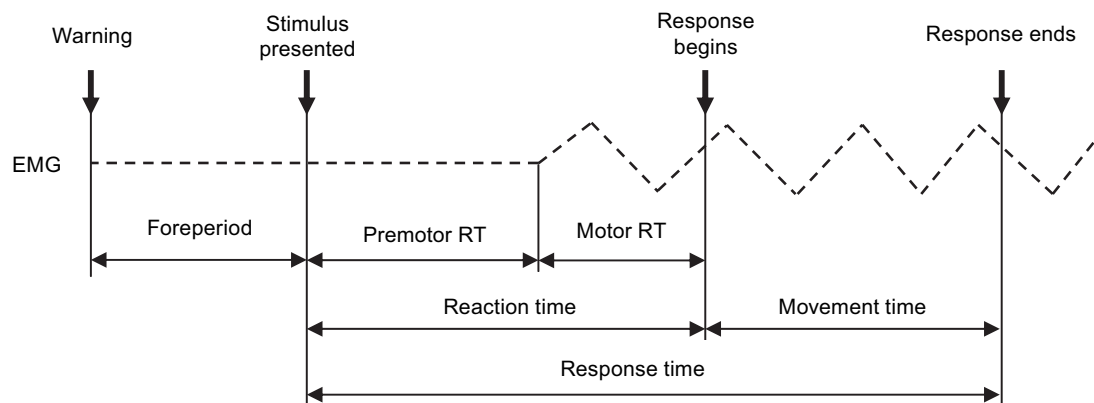 Warning
Stimulus
presented
Response
begins
Response ends
EMG
Foreperiod
Premotor RT
Motor RT
Reaction time
Movement time
Response time